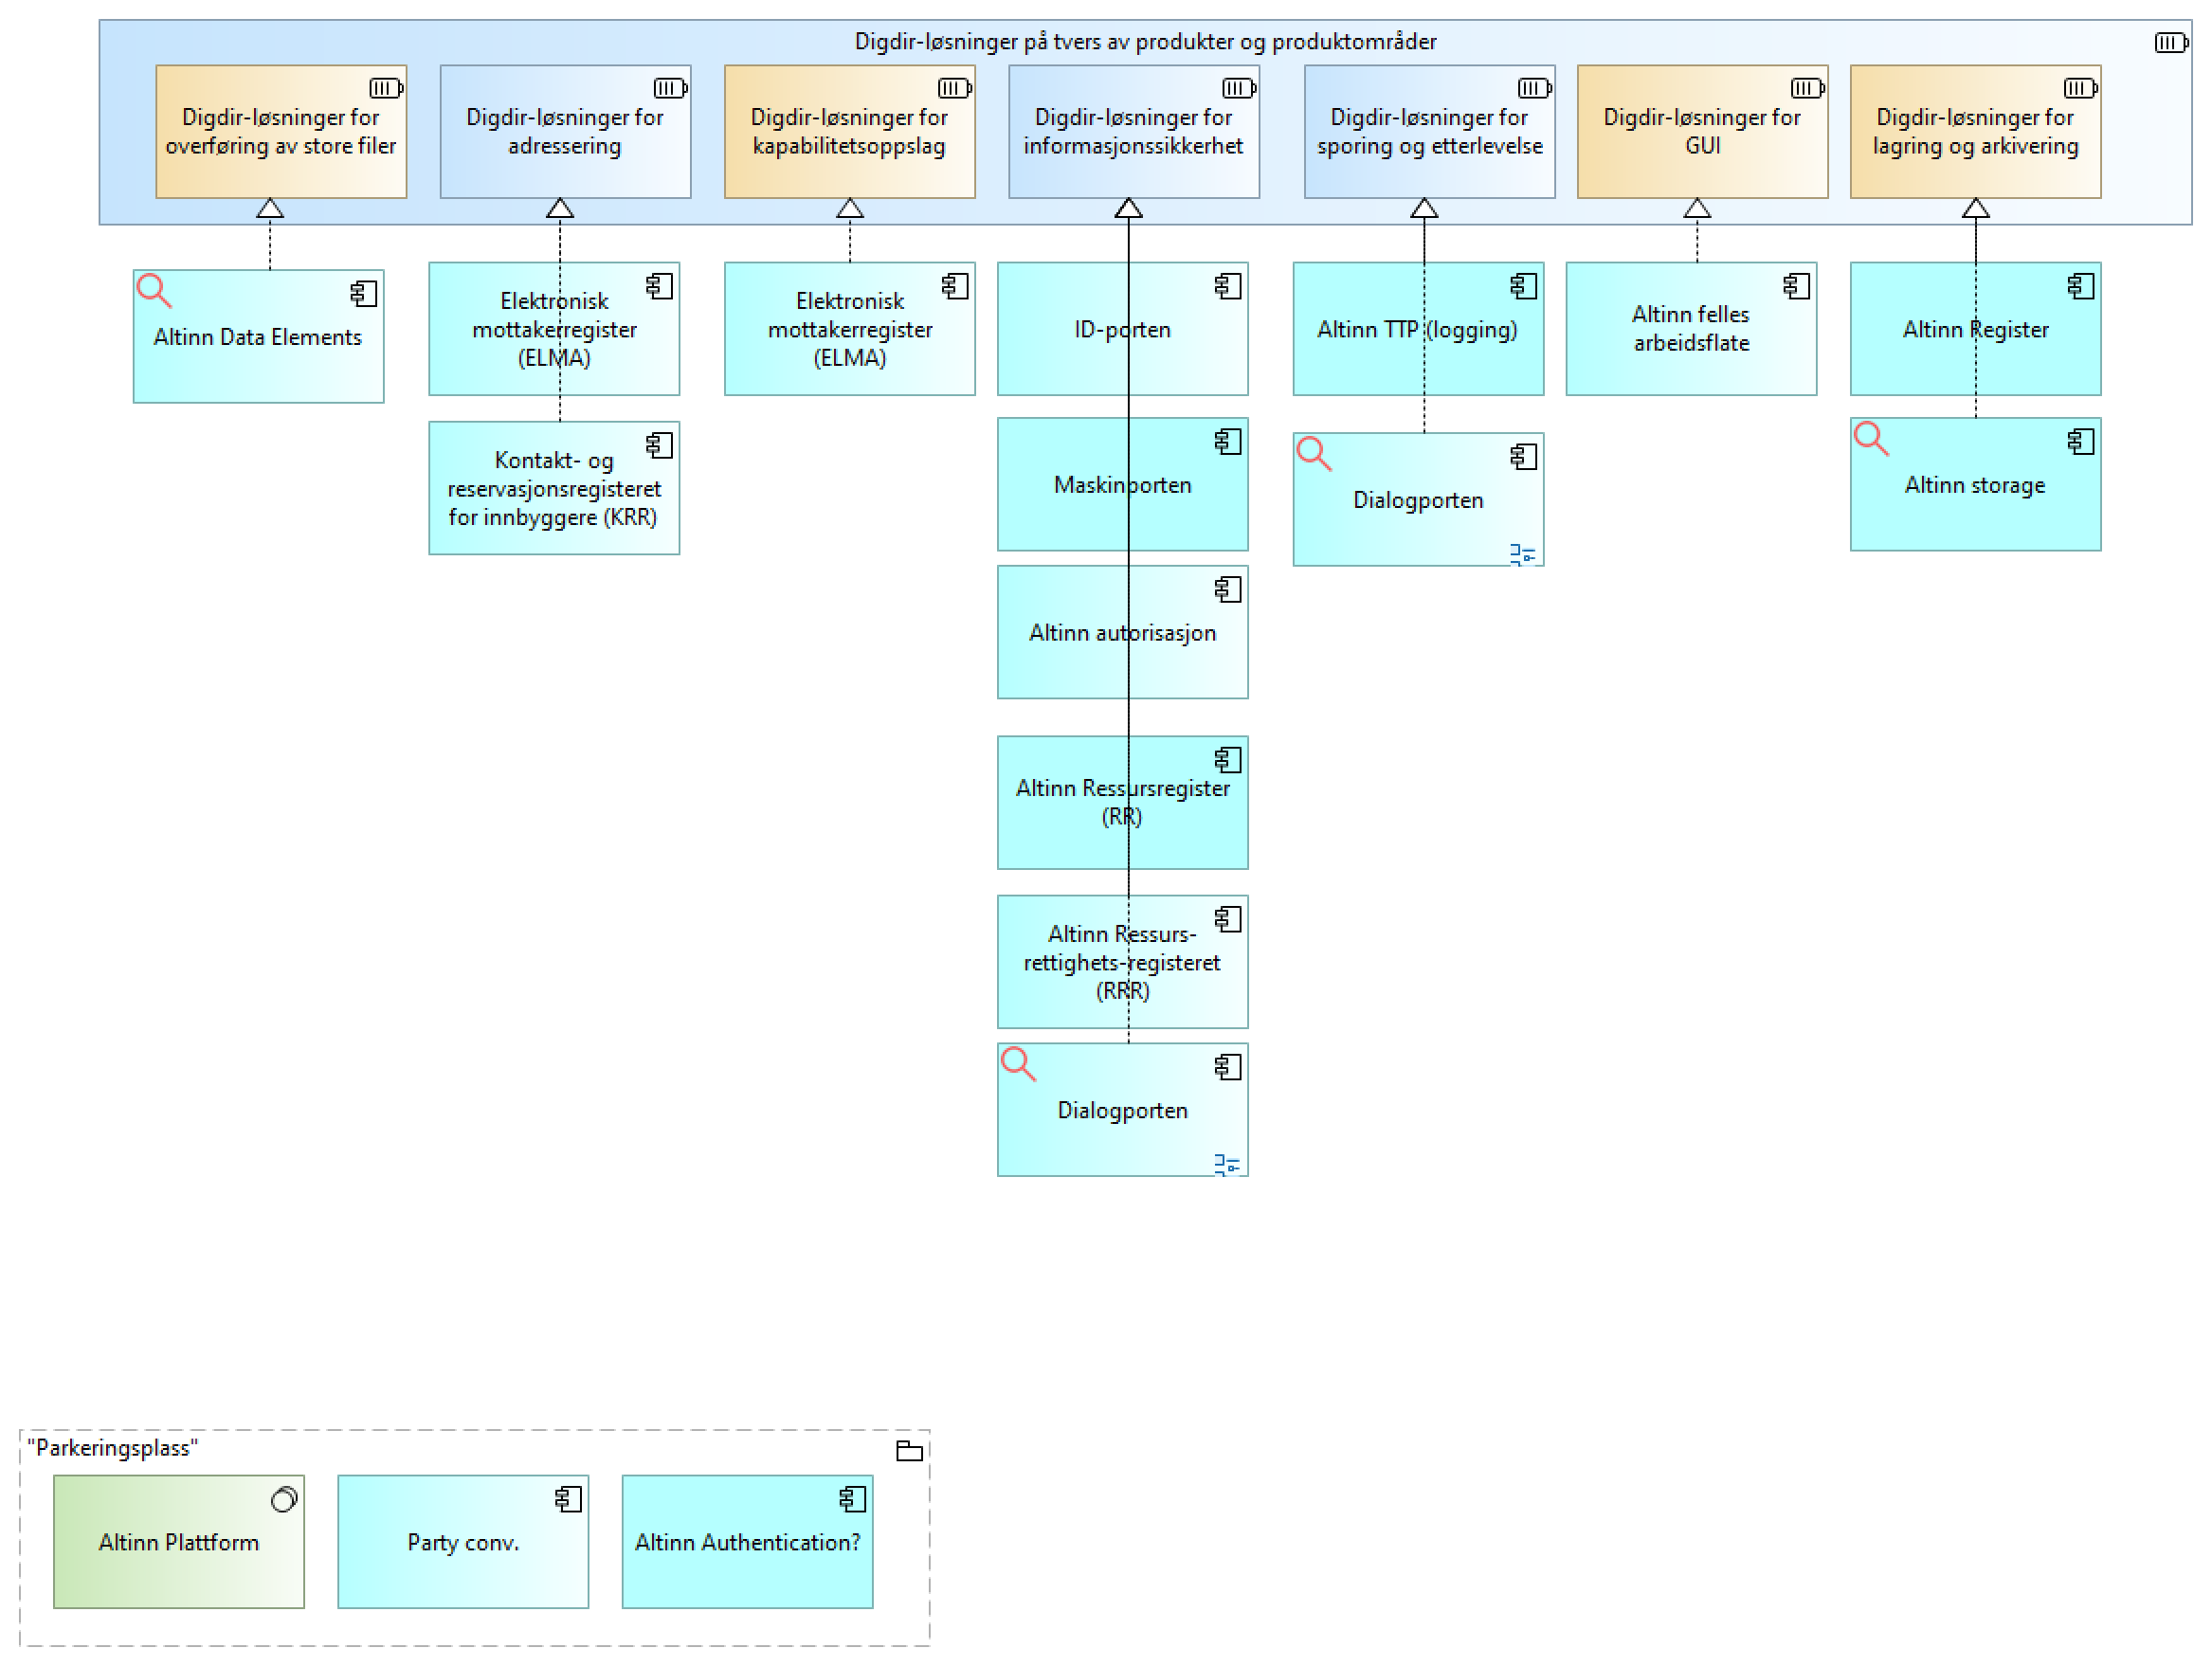 Digdir-løsninger på tvers av produkter og produktområder
Digdir-løsninger for
overføring av store filer
Digdir-løsninger for
adressering
Digdir-løsninger for
kapabilitetsoppslag
Digdir-løsninger for
informasjonssikkerhet
Digdir-løsninger for
sporing og etterlevelse
Digdir-løsninger for
GUI
Digdir-løsninger for
lagring og arkivering
Altinn Data Elements
Elektronisk
mottakerregister
(ELMA)
Elektronisk
mottakerregister
(ELMA)
ID-porten
Altinn TTP (logging)
Altinn felles
arbeidsflate
Altinn Register
Kontakt- og
reservasjonsregisteret
for innbyggere (KRR)
Maskinporten
Dialogporten
Altinn storage
Altinn autorisasjon
Altinn Ressursregister
(RR)
Altinn Ressurs-
rettighets-registeret
(RRR)
Dialogporten
"Parkeringsplass"
Altinn Plattform
Party conv.
Altinn Authentication?